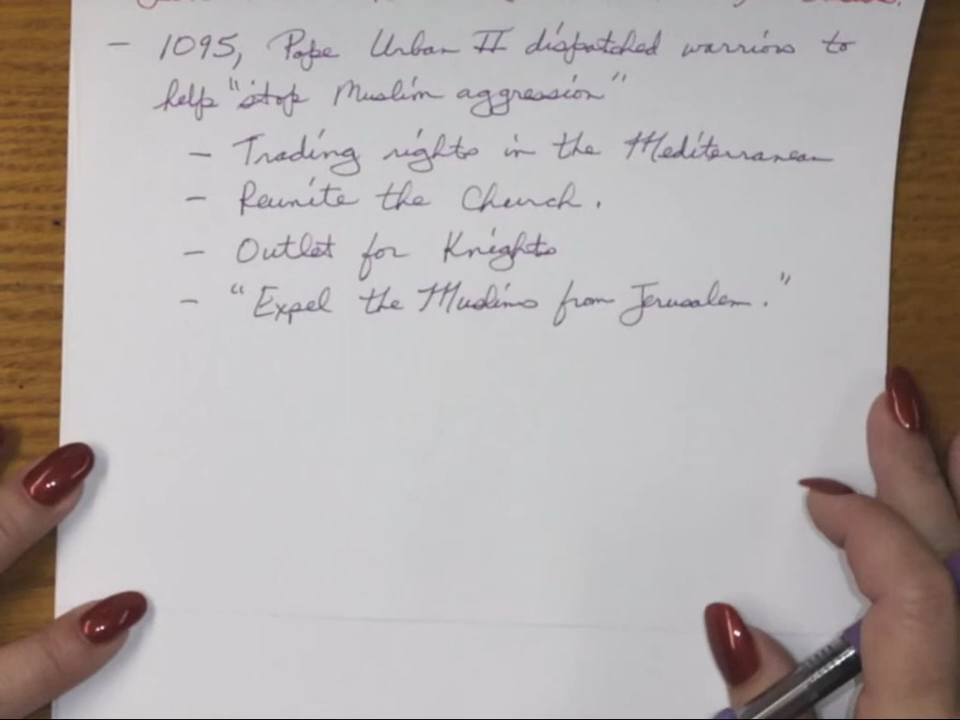 – 1095, Pope Urban II dispatched warriors to
help "stop Muslim aggression"
– Trading rights in the Mediterranean
– Reunite the Church.
– Outlet for Knights
– "Expel the Muslims from Jerusalem."